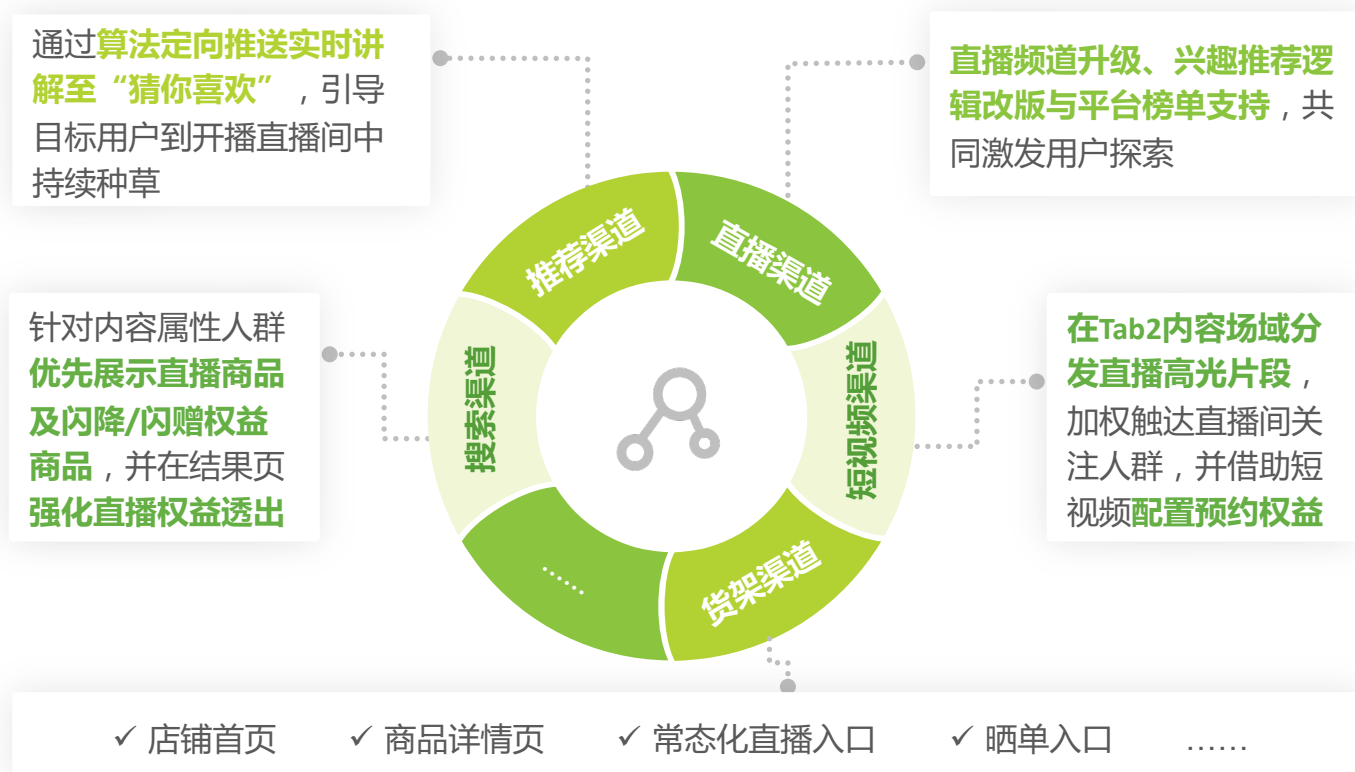 通过算法定向推送实时讲
解至“猜你喜欢”，引导
目标用户到开播直播间中
持续种草
直播频道升级、兴趣推荐逻
辑改版与平台榜单支持，共
同激发用户探索
推荐渠道
直播渠道
针对内容属性人群
优先展示直播商品
及闪降/闪赠权益
商品，并在结果页
强化直播权益透出
搜索渠道
短视频渠道
在Tab2内容场域分
发直播高光片段，
加权触达直播间关
注人群，并借助短
视频配置预约权益
……
货架渠道
✓ 店铺首页 ✓ 商品详情页 ✓ 常态化直播入口 ✓ 晒单入口 ……